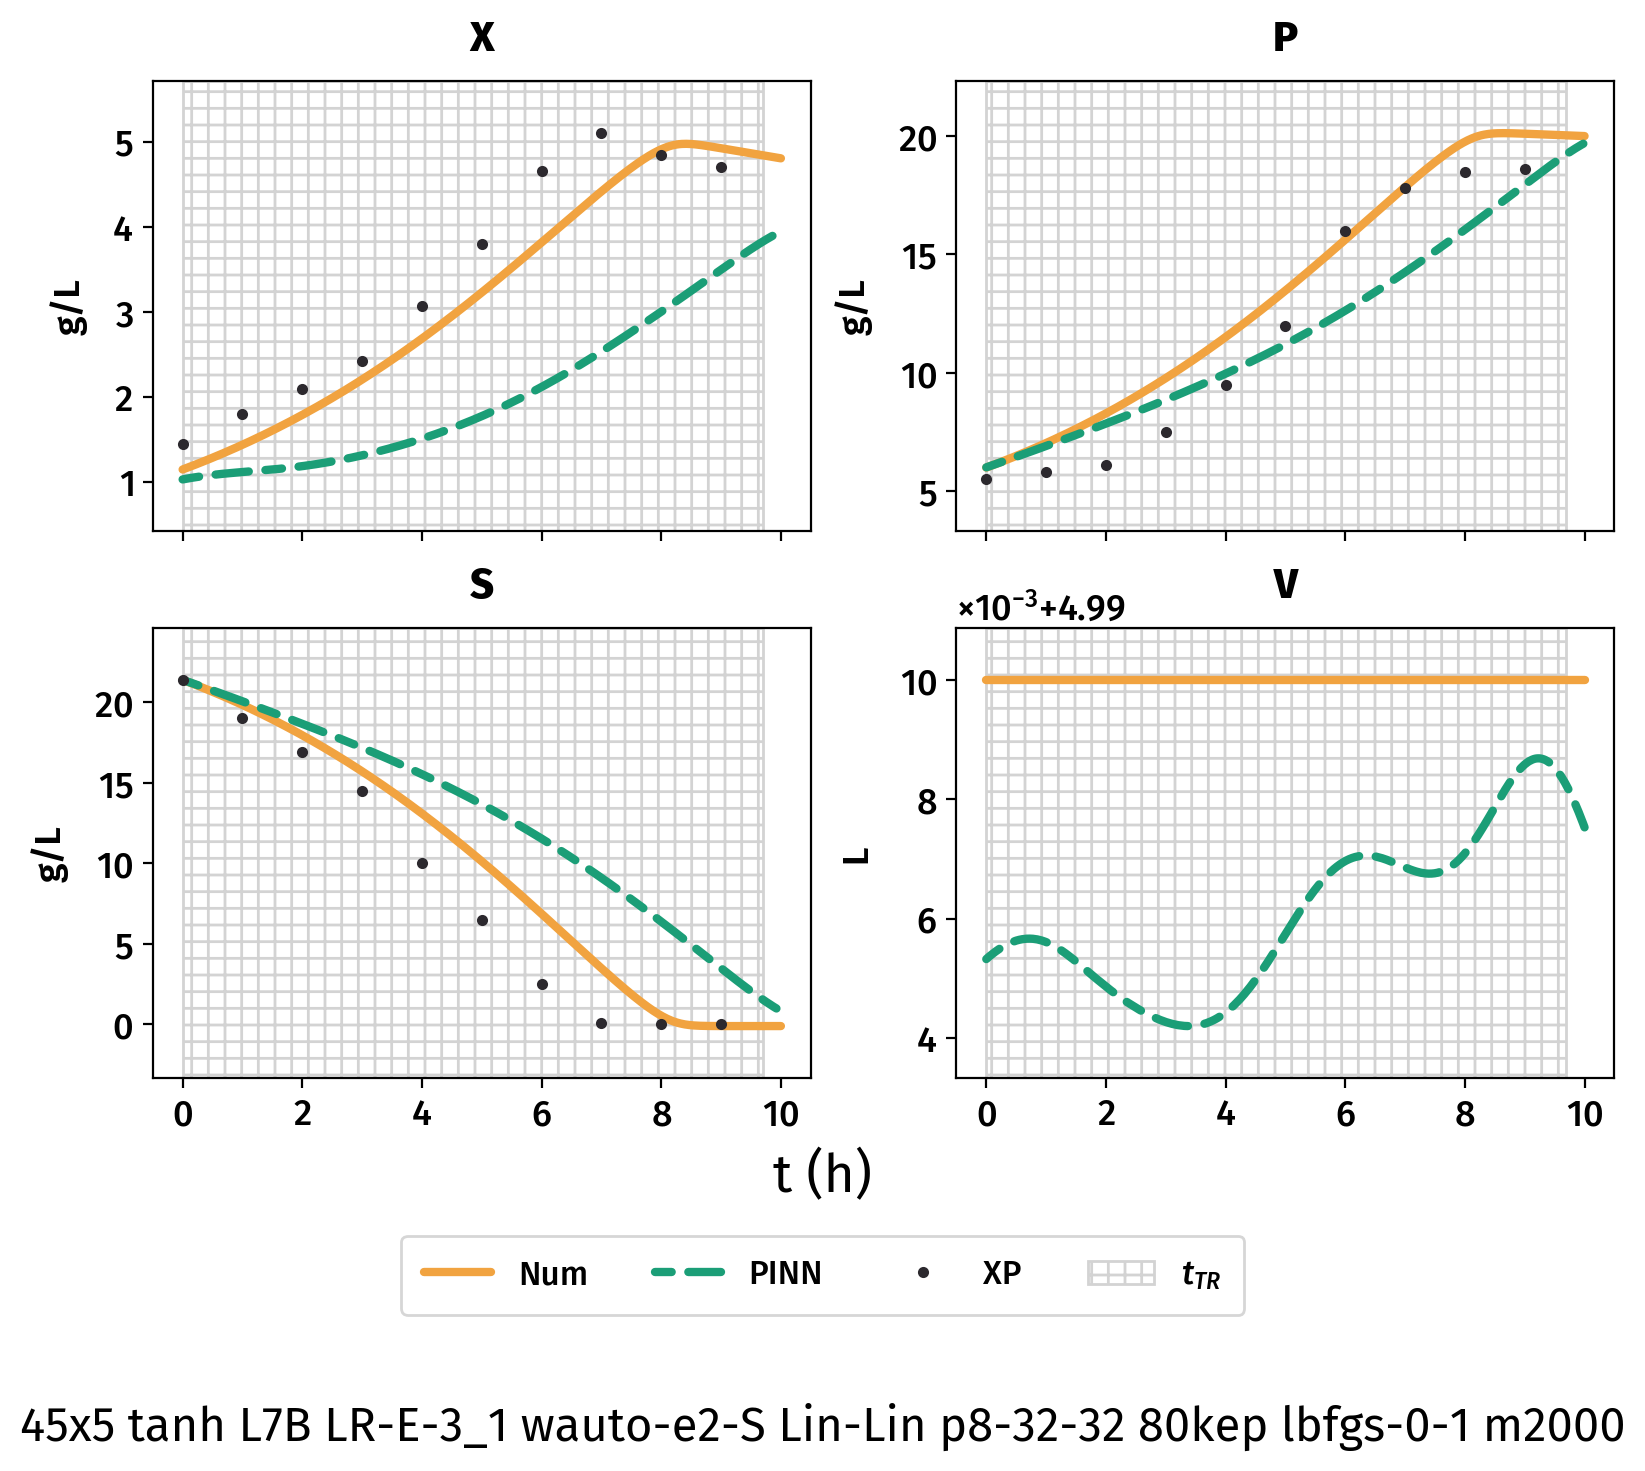 X
P
g/L
5
4
3
2
1
g/L
20
15
10
5
S
V
×10⁻³+4.99
g/L
20
15
10
5
0
L
10
8
6
4
0 2 4 6 8 10
0 2 4 6 8 10
t (h)
Num PINN XP t_TR
45x5 tanh L7B LR-E-3_1 wauto-e2-S Lin-Lin p8-32-32 80kep lbfgs-0-1 m2000